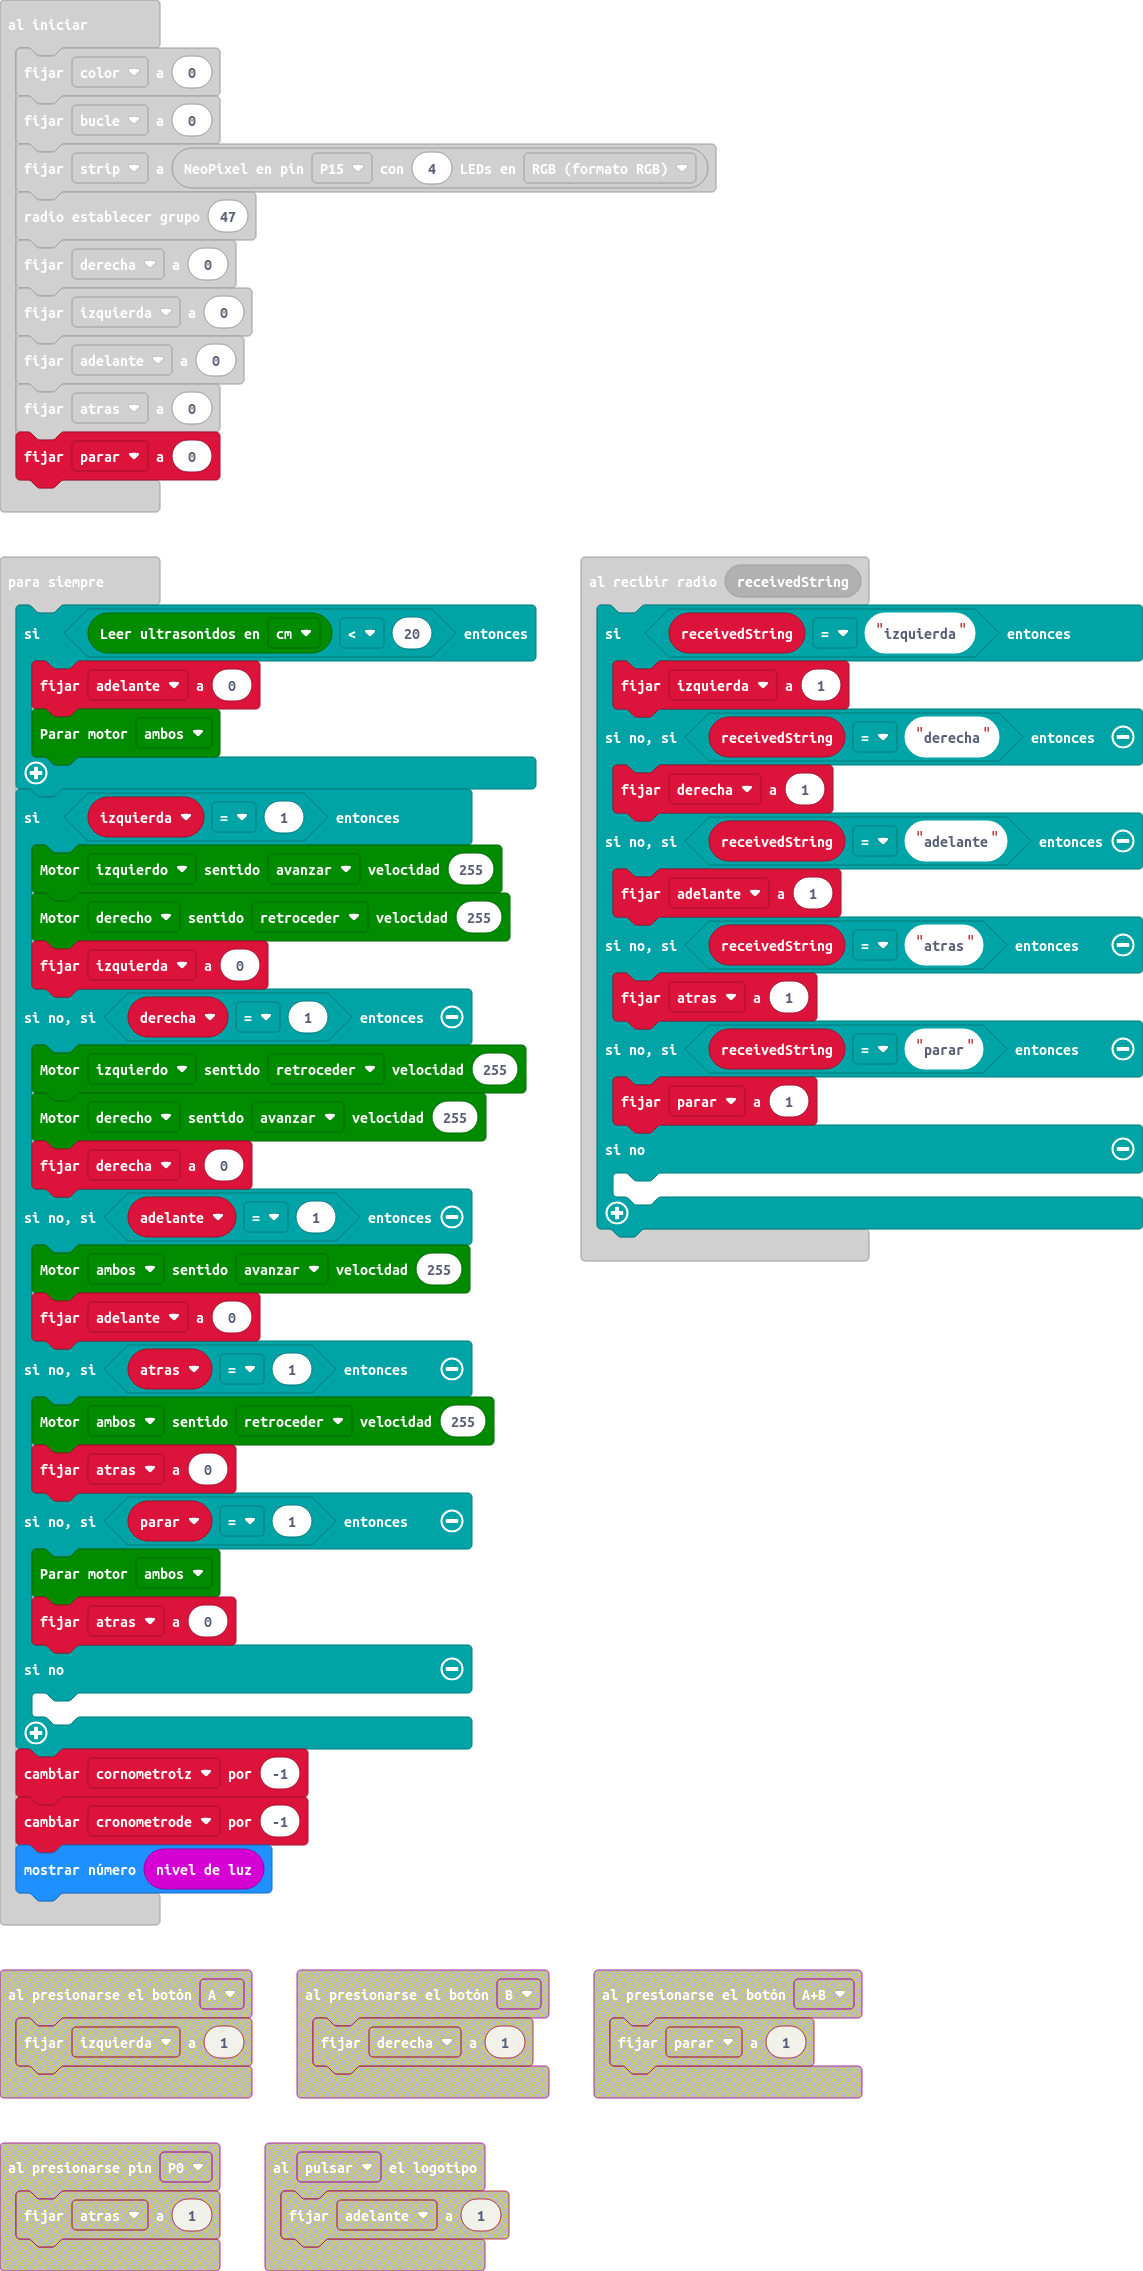 al iniciar
fijar color a 0
fijar bucle a 0
fijar strip a NeoPixel en pin P15 con 4 LEDs en RGB (formato RGB)
radio establecer grupo 47
fijar derecha a 0
fijar izquierda a 0
fijar adelante a 0
fijar atras a 0
fijar parar a 0
para siempre
si Leer ultrasonidos en cm < 20 entonces
fijar adelante a 0
Parar motor ambos
si izquierda = 1 entonces
Motor izquierdo sentido avanzar velocidad 255
Motor derecho sentido retroceder velocidad 255
fijar izquierda a 0
si no, si derecha = 1 entonces
Motor izquierdo sentido retroceder velocidad 255
Motor derecho sentido avanzar velocidad 255
fijar derecha a 0
si no, si adelante = 1 entonces
Motor ambos sentido avanzar velocidad 255
fijar adelante a 0
si no, si atras = 1 entonces
Motor ambos sentido retroceder velocidad 255
fijar atras a 0
si no, si parar = 1 entonces
Parar motor ambos
fijar atras a 0
si no
cambiar cornometroiz por -1
cambiar cronometrode por -1
mostrar número nivel de luz
al recibir radio receivedString
si receivedString = "izquierda" entonces
fijar izquierda a 1
si no, si receivedString = "derecha" entonces
fijar derecha a 1
si no, si receivedString = "adelante" entonces
fijar adelante a 1
si no, si receivedString = "atras" entonces
fijar atras a 1
si no, si receivedString = "parar" entonces
fijar parar a 1
si no
al presionarse el botón A
fijar izquierda a 1
al presionarse el botón B
fijar derecha a 1
al presionarse el botón A+B
fijar parar a 1
al presionarse pin P0
fijar atras a 1
al pulsar el logotipo
fijar adelante a 1